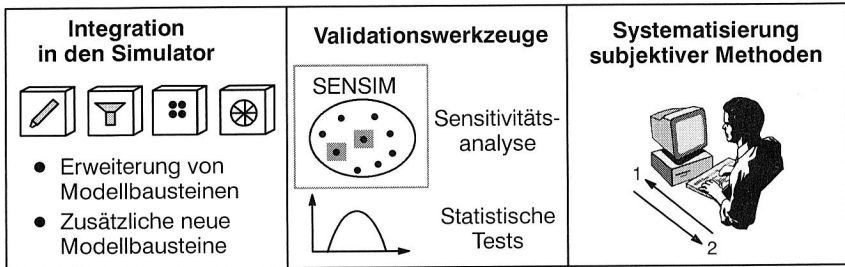 Integration
in den Simulator
Erweiterung von
Modellbausteinen
Zusätzliche neue
Modellbausteine
Validationswerkzeuge
SENSIM
Sensitivitäts-
analyse
Statistische
Tests
Systematisierung
subjektiver Methoden
1
2